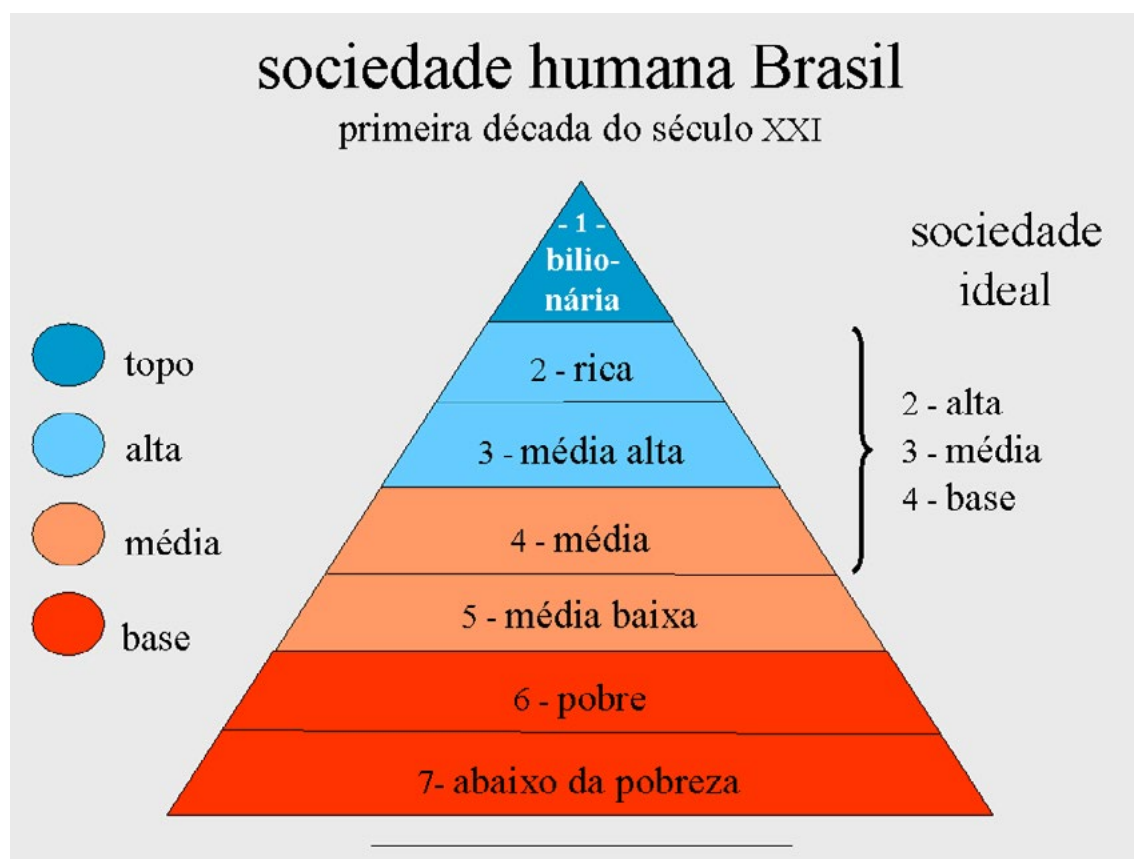 sociedade humana Brasil
primeira década do século XXI
- 1 -
bilio-
nária
2 - rica
3 - média alta
4 - média
5 - média baixa
6 - pobre
7- abaixo da pobreza
topo
alta
média
base
sociedade
ideal
2 - alta
3 - média
4 - base